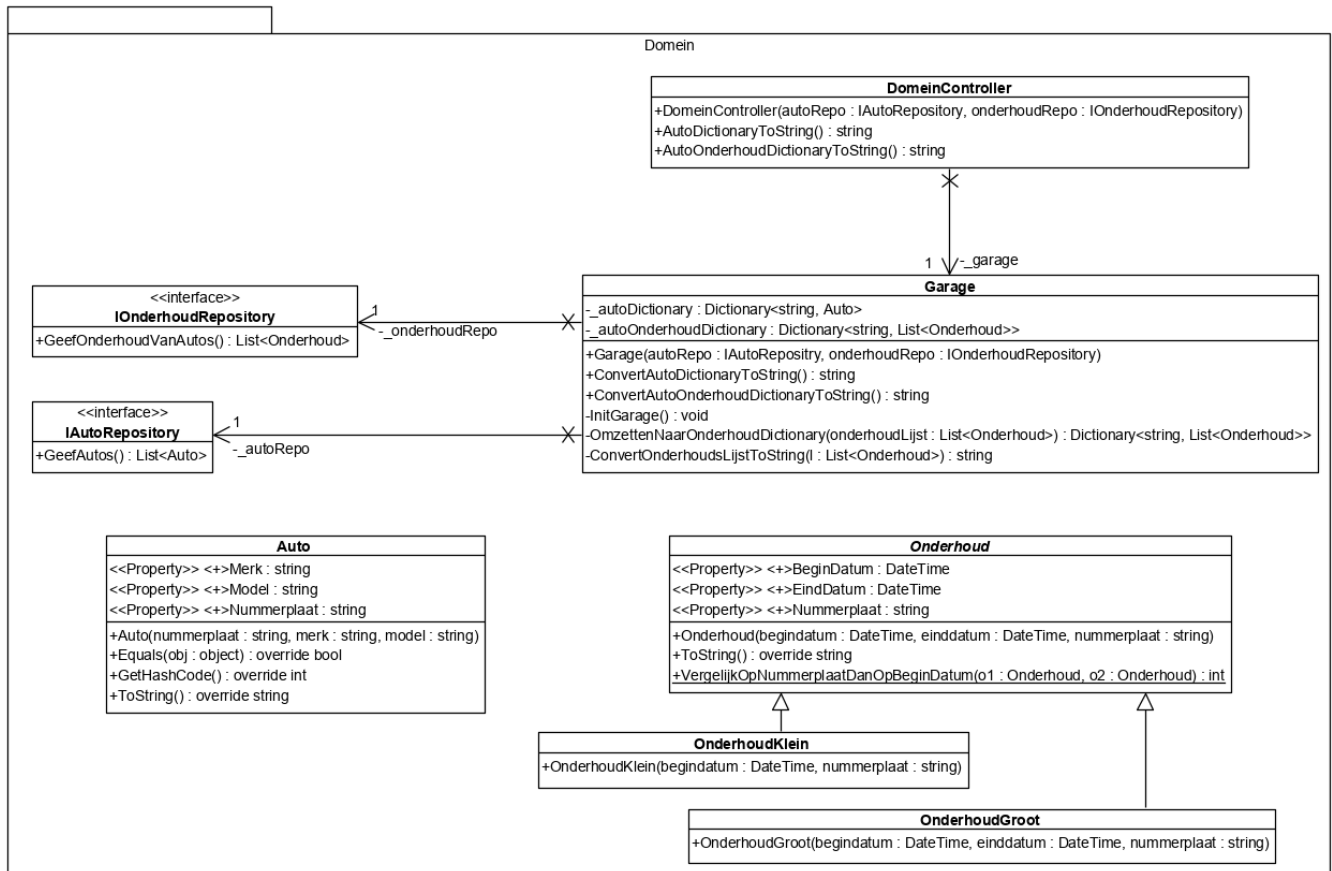 Domein
DomeinController
+DomeinController(autoRepo : IAutoRepository, onderhoudRepo : IOnderhoudRepository)
+AutoDictionaryToString() : string
+AutoOnderhoudDictionaryToString() : string
1
-_garage
Garage
-_autoDictionary : Dictionary<string, Auto>
-_autoOnderhoudDictionary : Dictionary<string, List<Onderhoud>>
+Garage(autoRepo : IAutoRepositry, onderhoudRepo : IOnderhoudRepository)
+ConvertAutoDictionaryToString() : string
+ConvertAutoOnderhoudDictionaryToString() : string
-InitGarage() : void
-OmzettenNaarOnderhoudDictionary(onderhoudLijst : List<Onderhoud>) : Dictionary<string, List<Onderhoud>>
-ConvertOnderhoudsLijstToString(l : List<Onderhoud>) : string
<<interface>>
IOnderhoudRepository
+GeefOnderhoudVanAutos() : List<Onderhoud>
1
-_onderhoudRepo
<<interface>>
IAutoRepository
+GeefAutos() : List<Auto>
1
-_autoRepo
Auto
<<Property>> <+>Merk : string
<<Property>> <+>Model : string
<<Property>> <+>Nummerplaat : string
+Auto(nummerplaat : string, merk : string, model : string)
+Equals(obj : object) : override bool
+GetHashCode() : override int
+ToString() : override string
Onderhoud
<<Property>> <+>BeginDatum : DateTime
<<Property>> <+>EindDatum : DateTime
<<Property>> <+>Nummerplaat : string
+Onderhoud(begindatum : DateTime, einddatum : DateTime, nummerplaat : string)
+ToString() : override string
+VergelijkOpNummerplaatDanOpBeginDatum(o1 : Onderhoud, o2 : Onderhoud) : int
OnderhoudKlein
+OnderhoudKlein(begindatum : DateTime, nummerplaat : string)
OnderhoudGroot
+OnderhoudGroot(begindatum : DateTime, einddatum : DateTime, nummerplaat : string)